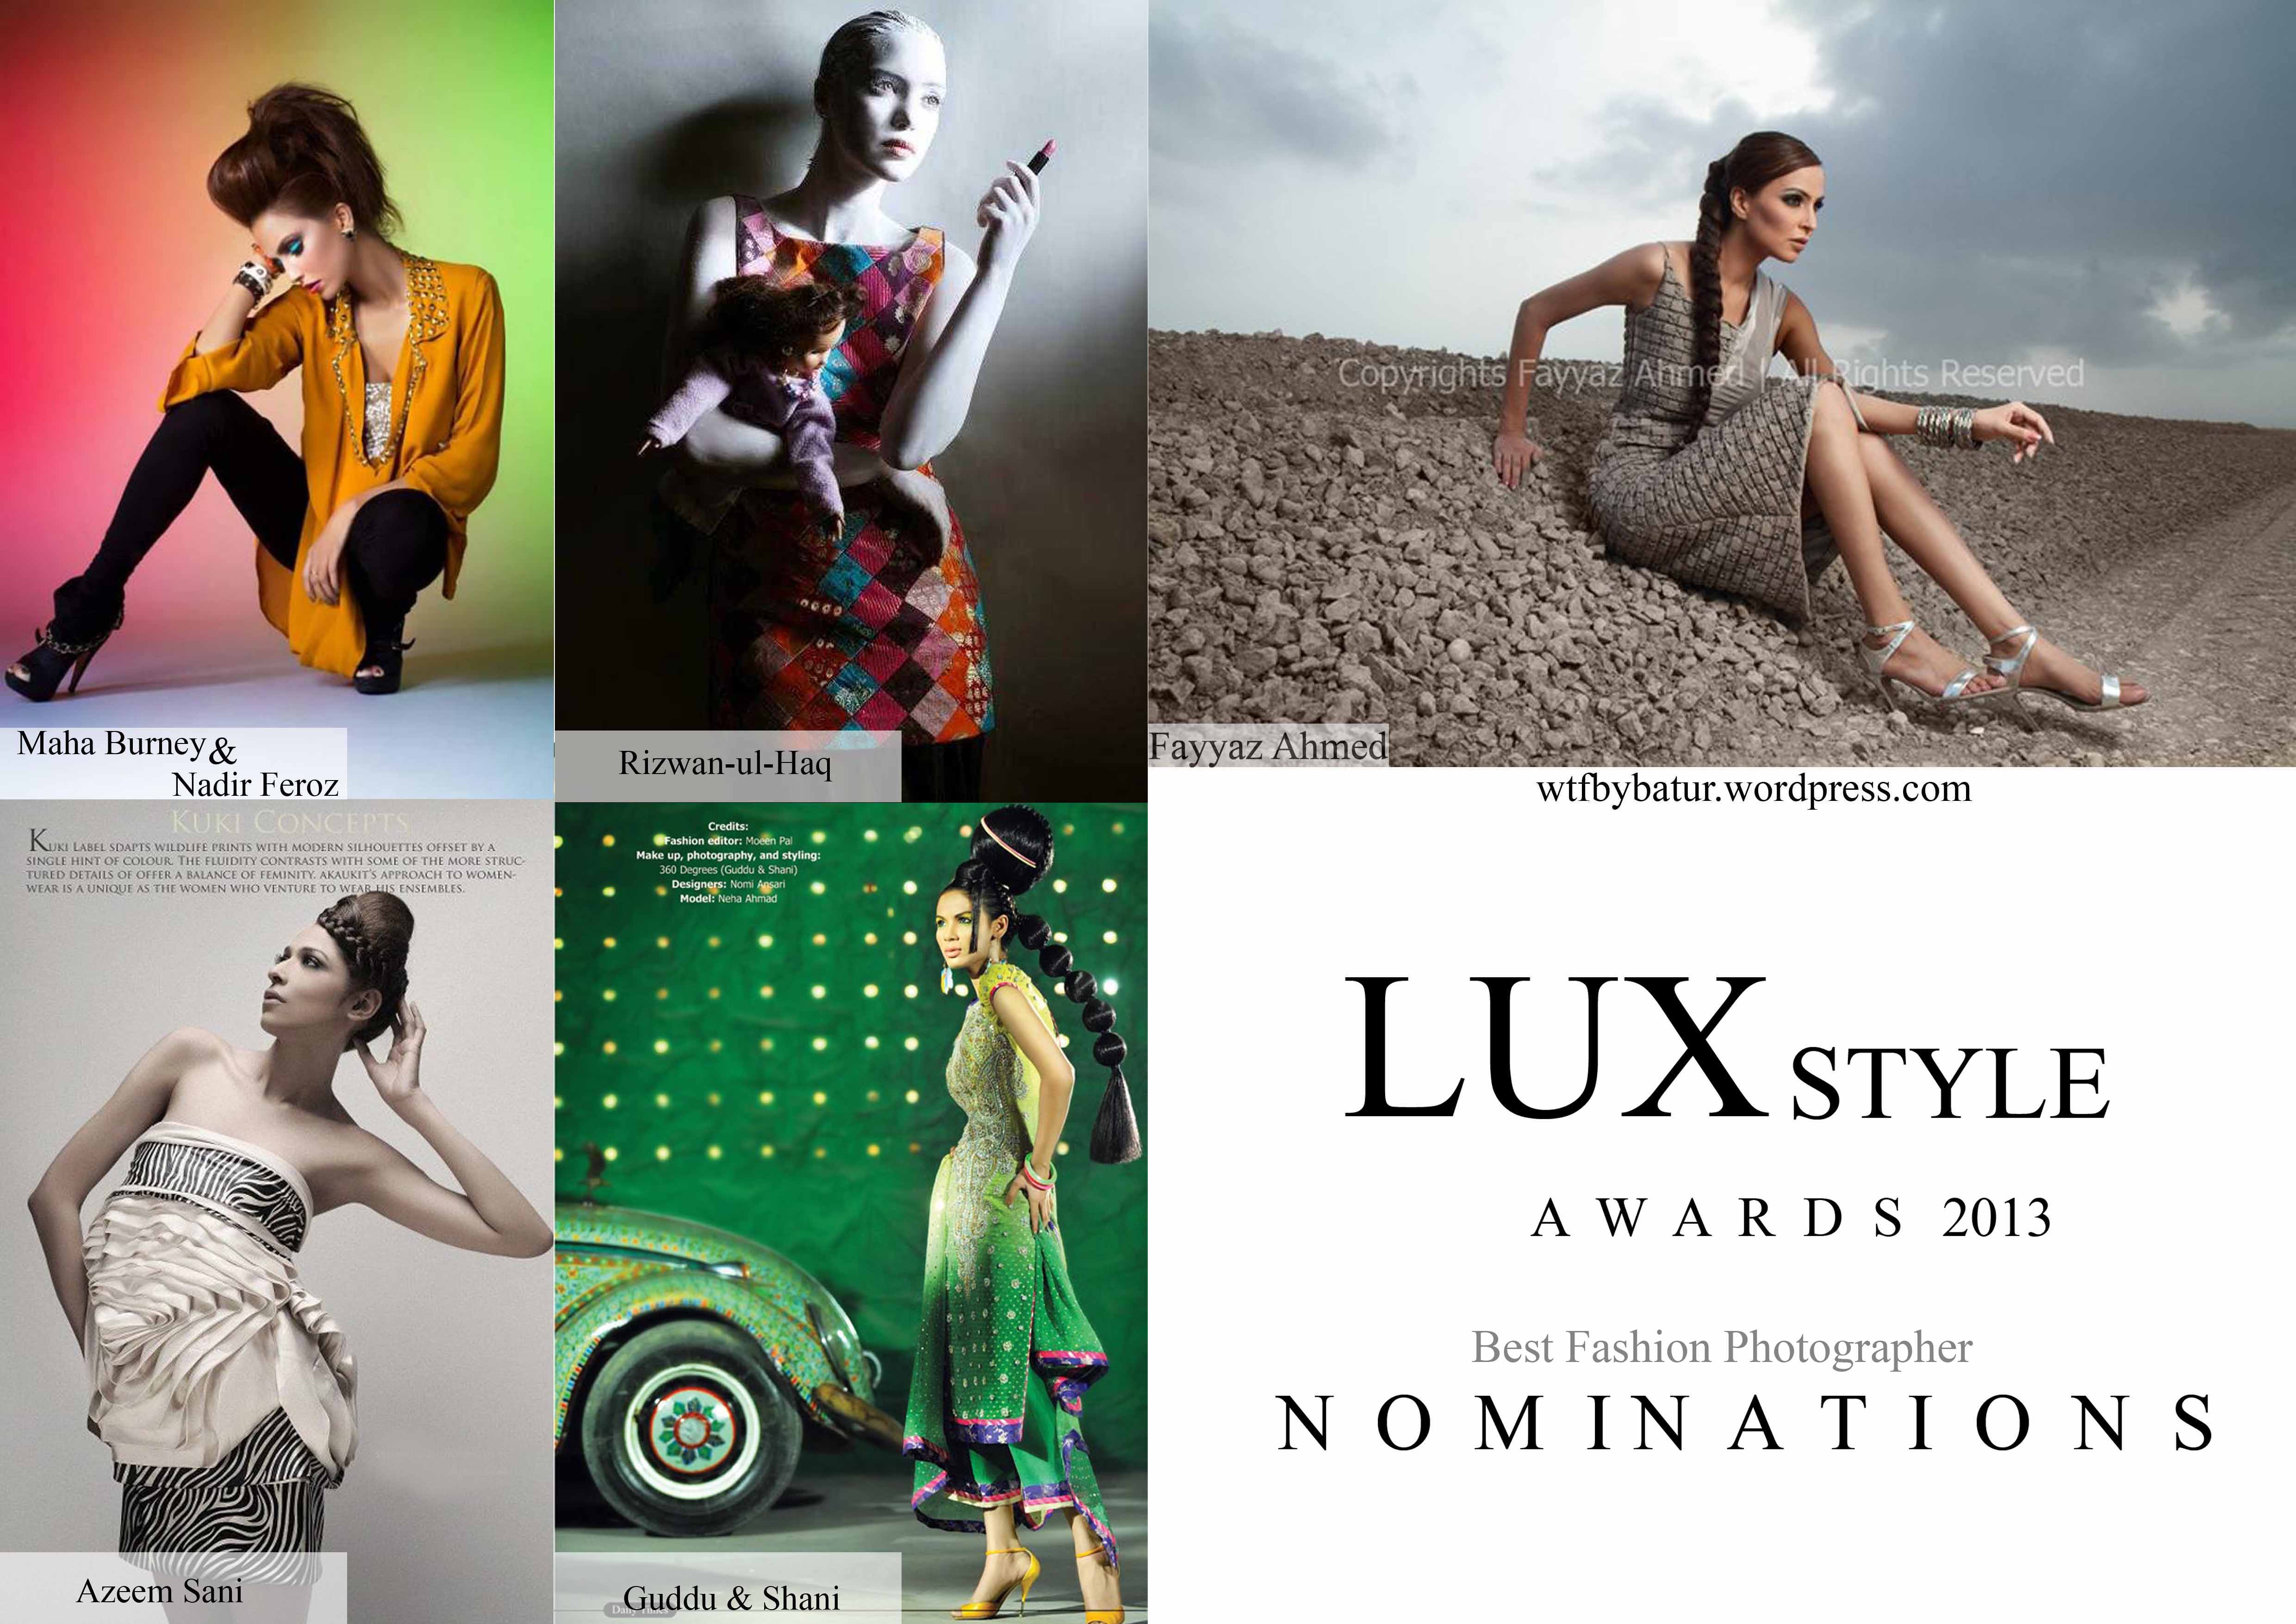 Maha Burney &
Nadir Feroz
Rizwan-ul-Haq
Copyrights Fayyaz Ahmed | All Rights Reserved
Fayyaz Ahmed
wtfbybatur.wordpress.com
KUKI CONCEPTS
KUKI LABEL SDAPTS WILDLIFE PRINTS WITH MODERN SILHOUETTES OFFSET BY A
SINGLE HINT OF COLOUR. THE FLUIDITY CONTRASTS WITH SOME OF THE MORE STRUC-
TURED DETAILS OF OFFER A BALANCE OF FEMINITY. AKAUKIT'S APPROACH TO WOMEN-
WEAR IS A UNIQUE AS THE WOMEN WHO VENTURE TO WEAR HIS ENSEMBLES.
Azeem Sani
Credits:
Fashion editor: Moeen Pal
Make up, photography, and styling:
360 Degrees (Guddu & Shani)
Designers: Nomi Ansari
Model: Neha Ahmad
Guddu & Shani
Daily Times
LUX STYLE
AWARDS 2013
Best Fashion Photographer
NOMINATIONS